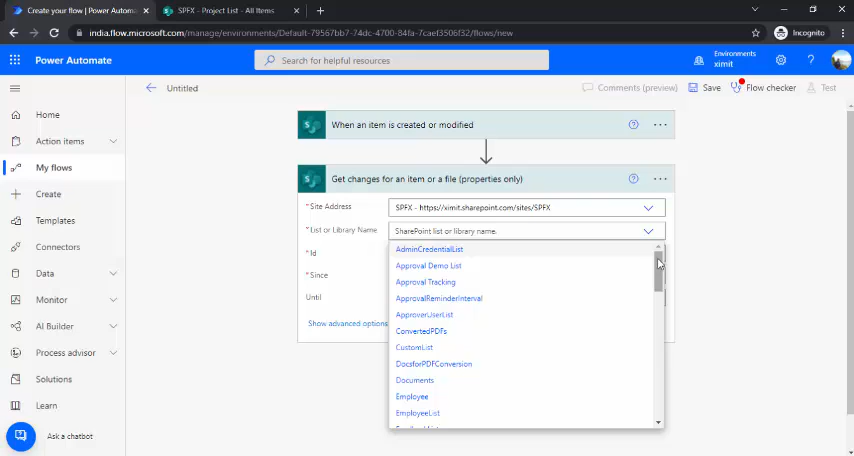 Create your flow | Power Automate
SPFX - Project List - All Items
india.flow.microsoft.com/manage/environments/Default-79567bb7-74dc-4700-84fa-7caef3506f32/flows/new
Incognito
Power Automate
Search for helpful resources
Environments
ximit
Untitled
Comments (preview)
Save
Flow checker
Test
Home
Action items
My flows
Create
Templates
Connectors
Data
Monitor
AI Builder
Process advisor
Solutions
Learn
Ask a chatbot
When an item is created or modified
Get changes for an item or a file (properties only)
* Site Address
SPFX - https://ximit.sharepoint.com/sites/SPFX
* List or Library Name
SharePoint list or library name.
* Id
* Since
Until
Show advanced options
AdminCredentialList
Approval Demo List
Approval Tracking
ApprovalReminderInterval
ApproverUserList
ConvertedPDFs
CustomList
DocsforPDFConversion
Documents
Employee
EmployeeList